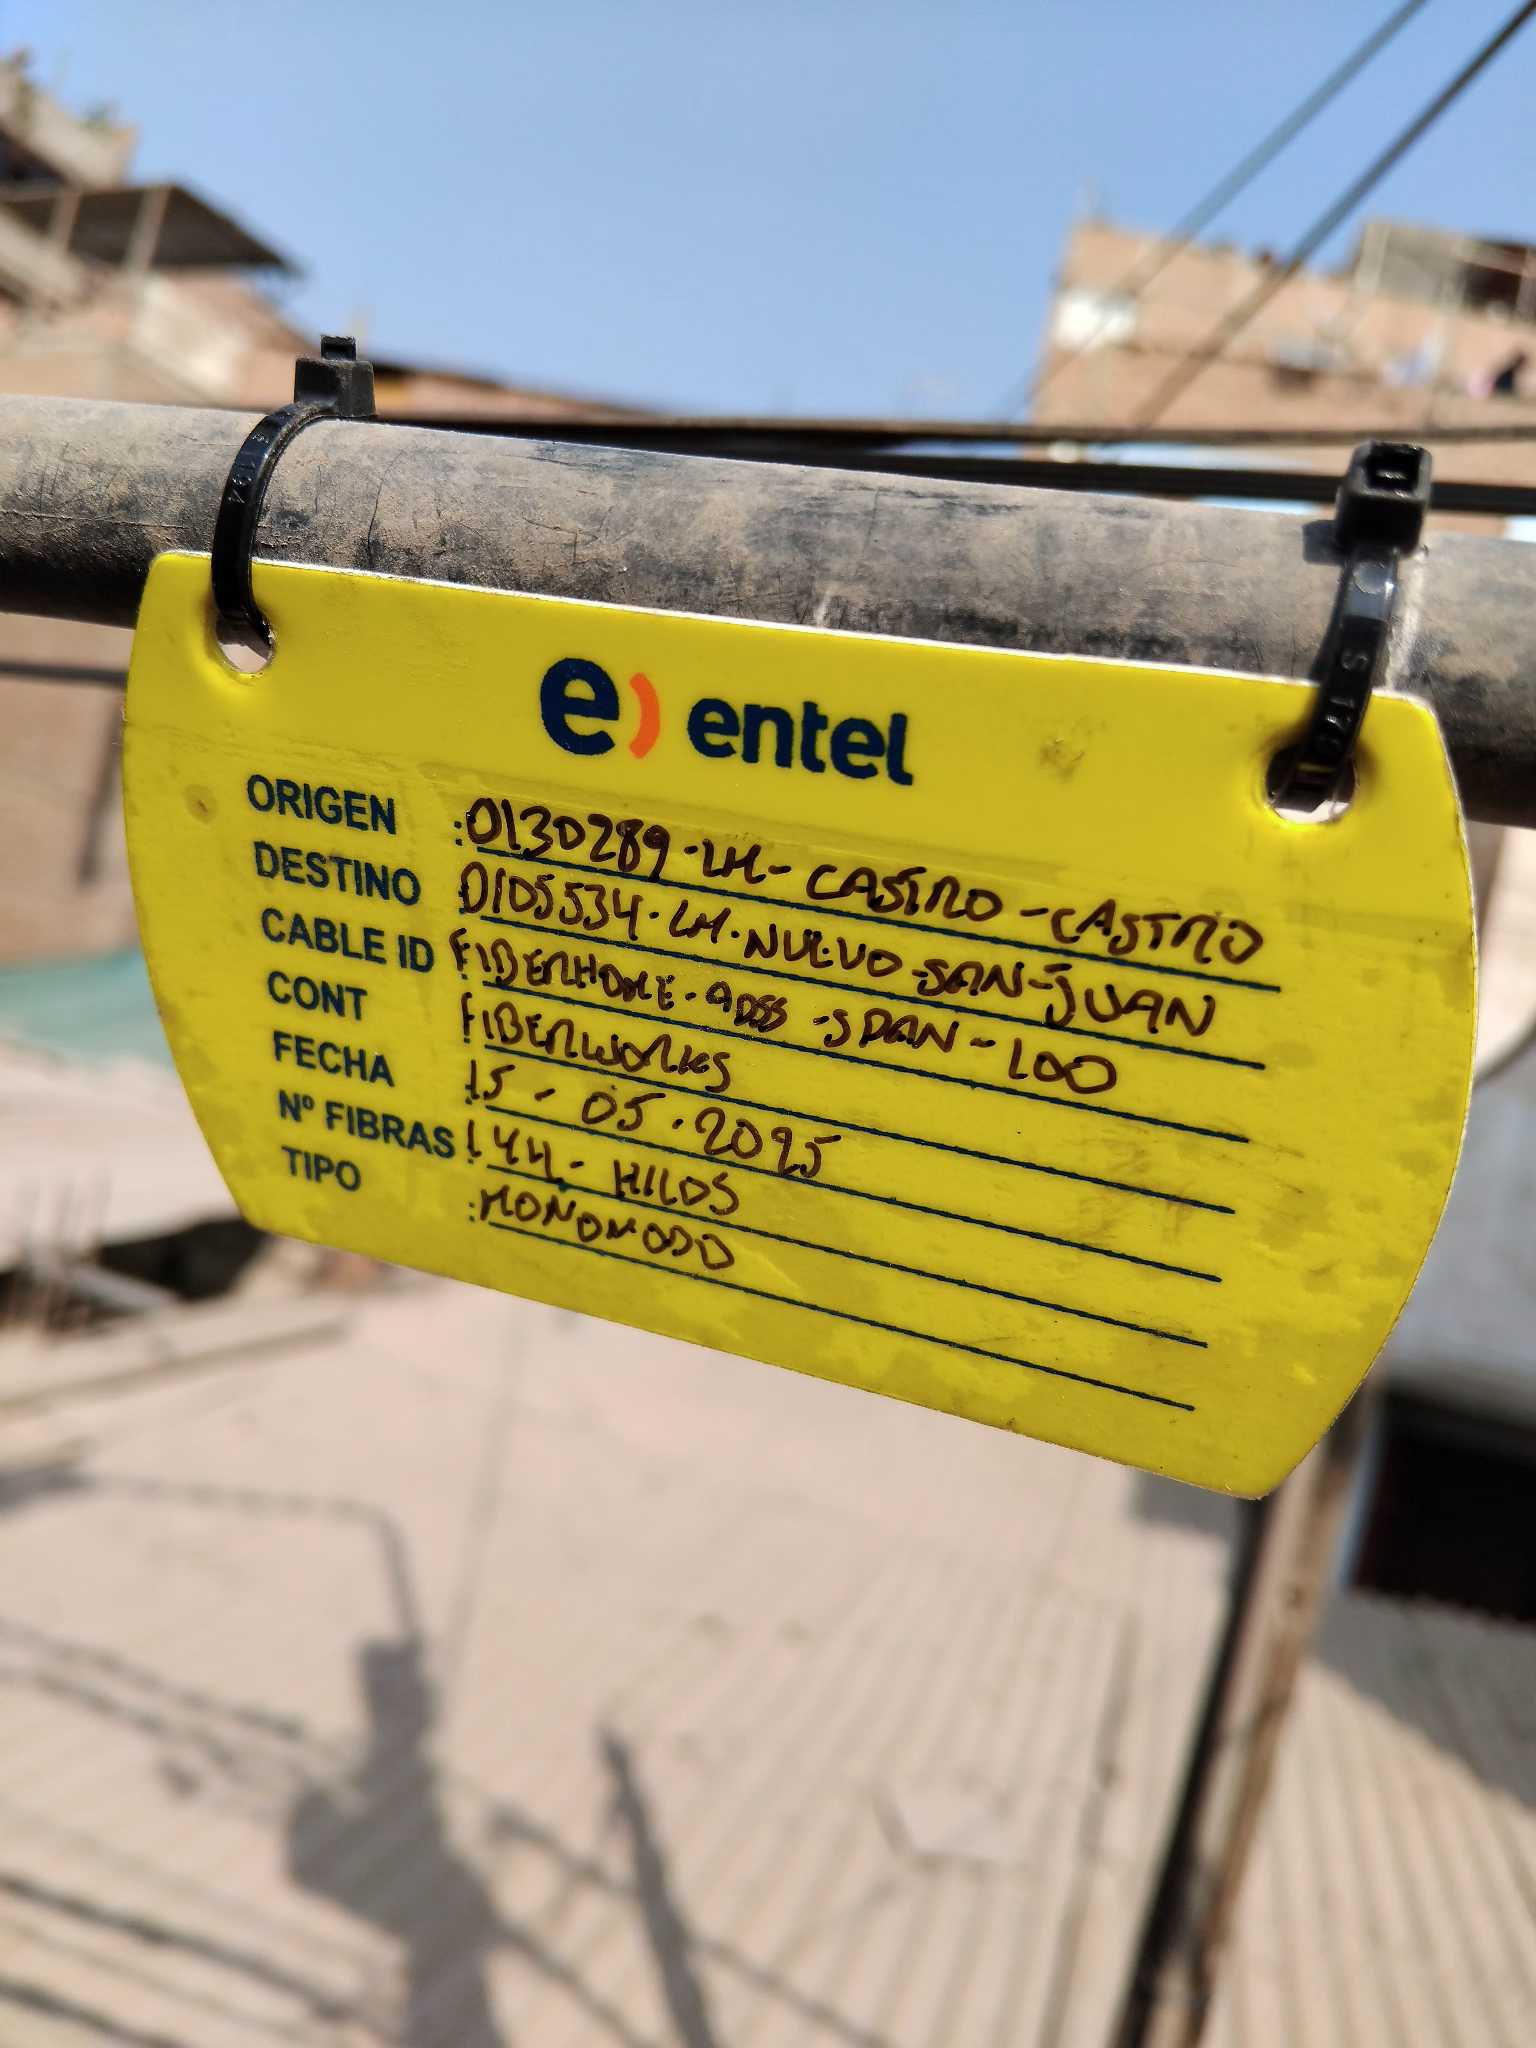 e) entel
ORIGEN : 0130289-LM-CASTRO-CASTRO
DESTINO : 0105534-LM-NUEVO-SAN-JUAN
CABLE ID : FIBERHOME-ADSS-SPAN-100
CONT : FIBERWORKS
FECHA : 15-05-2025
Nº FIBRAS : 144-HILOS
TIPO : MONOMODO